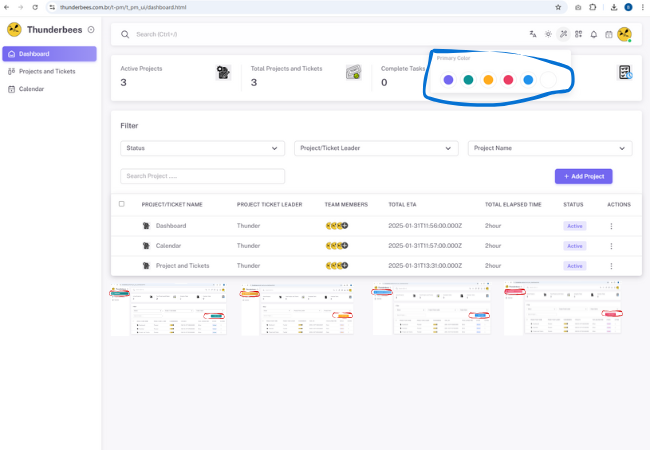 thunderbees.com.br/t-pm/t_pm_ui/dashboard.html
Thunderbees
Search (Ctrl+/)
Dashboard
Projects and Tickets
Calendar
Active Projects
3
Total Projects and Tickets
3
Complete Tasks
0
Primary Color
Filter
Status
Project/Ticket Leader
Project Name
Search Project .....
+ Add Project
PROJECT/TICKET NAME PROJECT TICKET LEADER TEAM MEMBERS TOTAL ETA TOTAL ELAPSED TIME STATUS ACTIONS
Dashboard Thunder 2025-01-31T11:56:00.000Z 2hour Active
Calendar Thunder 2025-01-31T11:57:00.000Z 2hour Active
Project and Tickets Thunder 2025-01-31T13:31:00.000Z 2hour Active